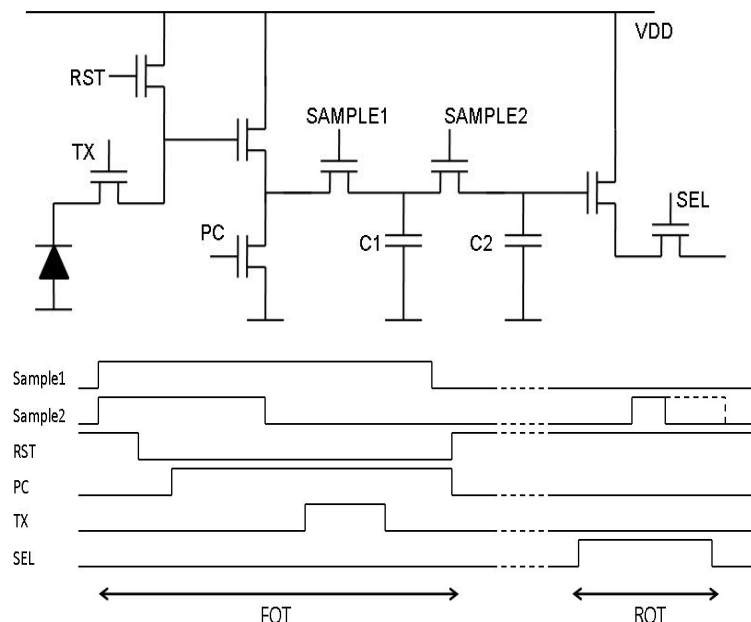 VDD
RST
SAMPLE1
SAMPLE2
TX
SEL
PC
C1
C2
Sample1
Sample2
RST
PC
TX
SEL
FOT
ROT